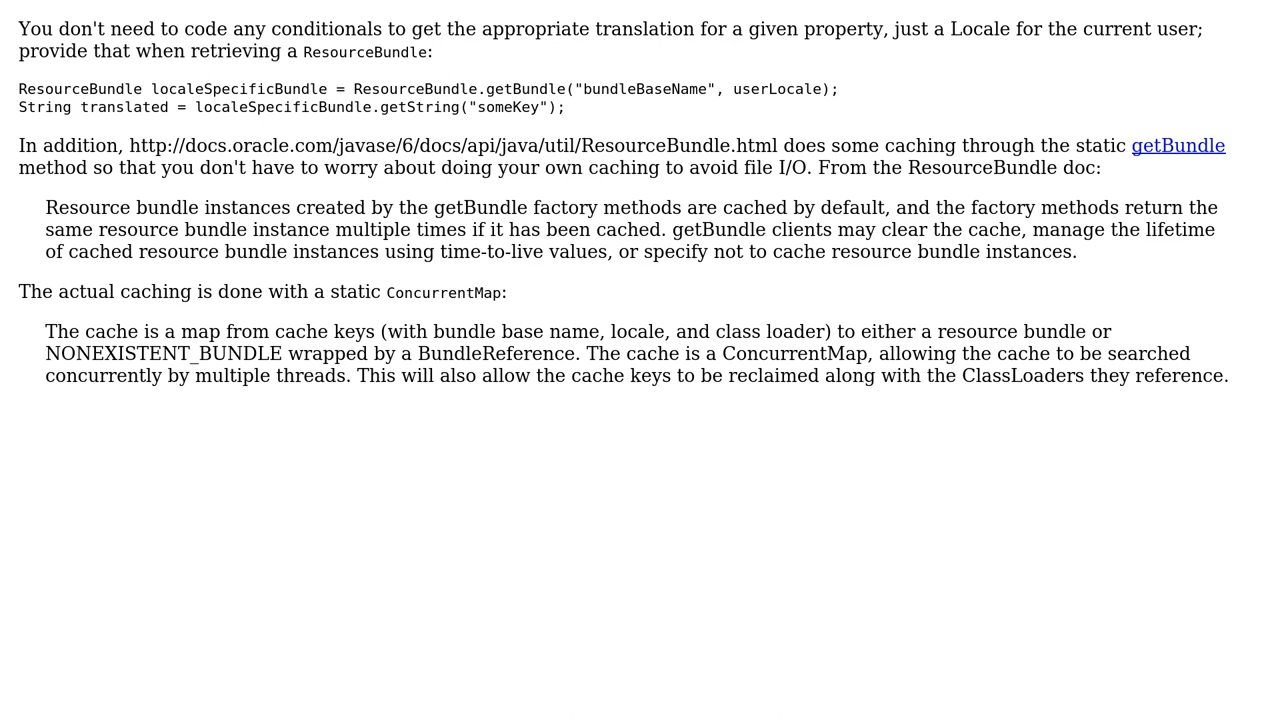 You don't need to code any conditionals to get the appropriate translation for a given property, just a Locale for the current user;
provide that when retrieving a ResourceBundle:
ResourceBundle localeSpecificBundle = ResourceBundle.getBundle("bundleBaseName", userLocale);
String translated = localeSpecificBundle.getString("someKey");
In addition, http://docs.oracle.com/javase/6/docs/api/java/util/ResourceBundle.html does some caching through the static getBundle
method so that you don't have to worry about doing your own caching to avoid file I/O. From the ResourceBundle doc:
Resource bundle instances created by the getBundle factory methods are cached by default, and the factory methods return the
same resource bundle instance multiple times if it has been cached. getBundle clients may clear the cache, manage the lifetime
of cached resource bundle instances using time-to-live values, or specify not to cache resource bundle instances.
The actual caching is done with a static ConcurrentMap:
The cache is a map from cache keys (with bundle base name, locale, and class loader) to either a resource bundle or
NONEXISTENT_BUNDLE wrapped by a BundleReference. The cache is a ConcurrentMap, allowing the cache to be searched
concurrently by multiple threads. This will also allow the cache keys to be reclaimed along with the ClassLoaders they reference.